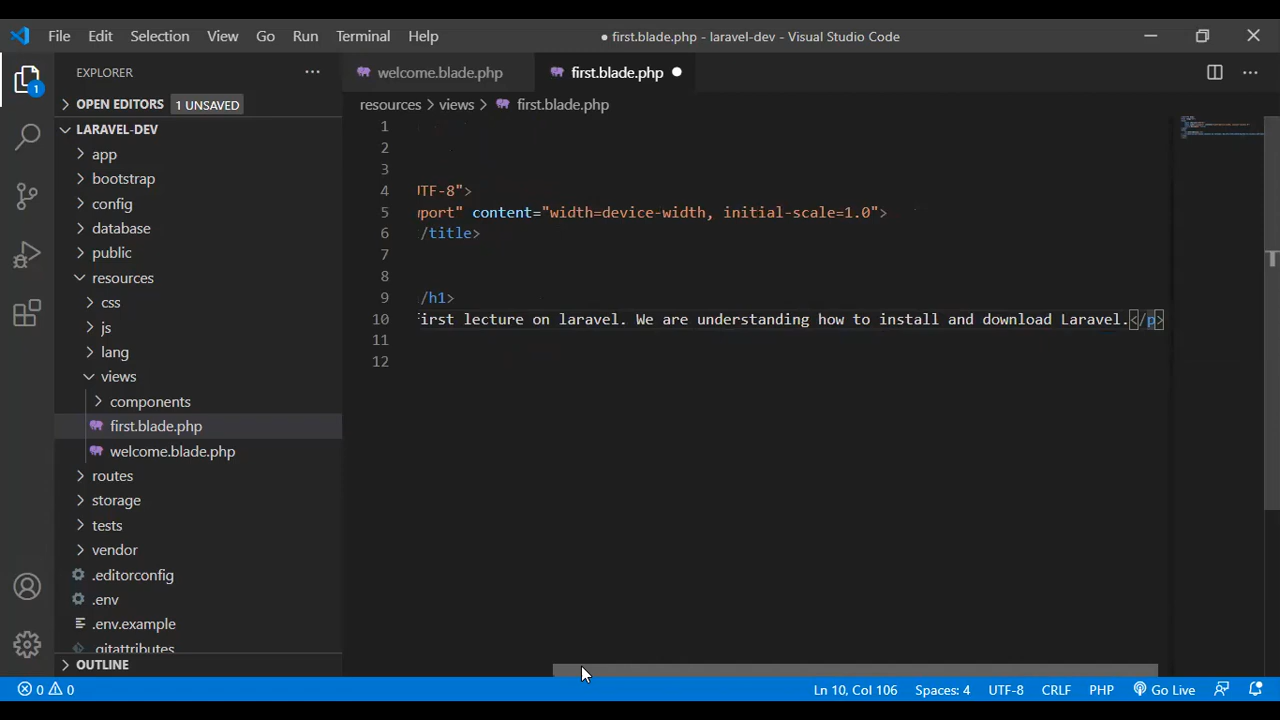 File Edit Selection View Go Run Terminal Help
● first.blade.php - laravel-dev - Visual Studio Code
EXPLORER
1
OPEN EDITORS 1 UNSAVED
LARAVEL-DEV
app
bootstrap
config
database
public
resources
css
js
lang
views
components
first.blade.php
welcome.blade.php
routes
storage
tests
vendor
.editorconfig
.env
.env.example
.gitattributes
OUTLINE
welcome.blade.php first.blade.php
resources > views > first.blade.php
1
2
3
4 UTF-8">
5 port" content="width=device-width, initial-scale=1.0">
6 /title>
7
8
9 /h1>
10 first lecture on laravel. We are understanding how to install and download Laravel.</p>
11
12
0 0 Ln 10, Col 106 Spaces: 4 UTF-8 CRLF PHP Go Live